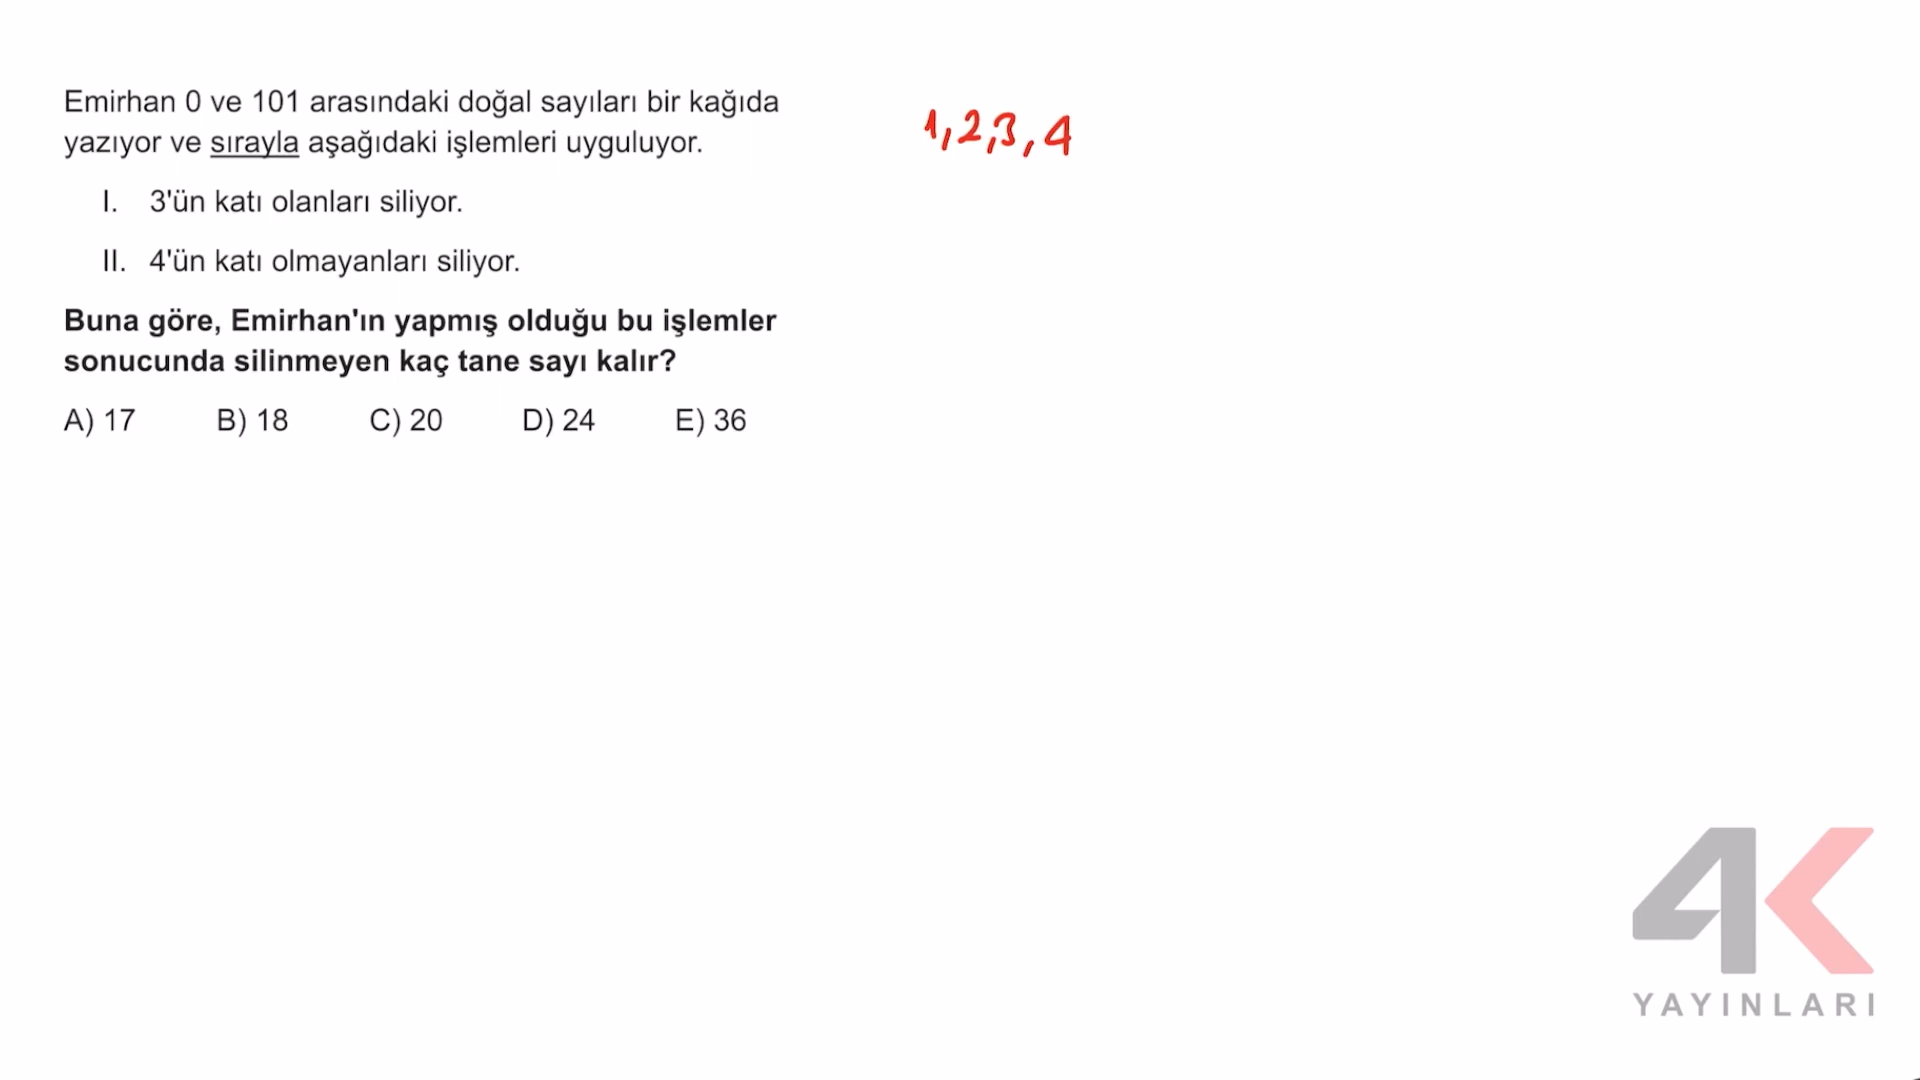 Emirhan 0 ve 101 arasındaki doğal sayıları bir kağıda
yazıyor ve sırayla aşağıdaki işlemleri uyguluyor.
I. 3'ün katı olanları siliyor.
II. 4'ün katı olmayanları siliyor.
Buna göre, Emirhan'ın yapmış olduğu bu işlemler
sonucunda silinmeyen kaç tane sayı kalır?
A) 17 B) 18 C) 20 D) 24 E) 36
1,2,3,4
4K
YAYINLARI